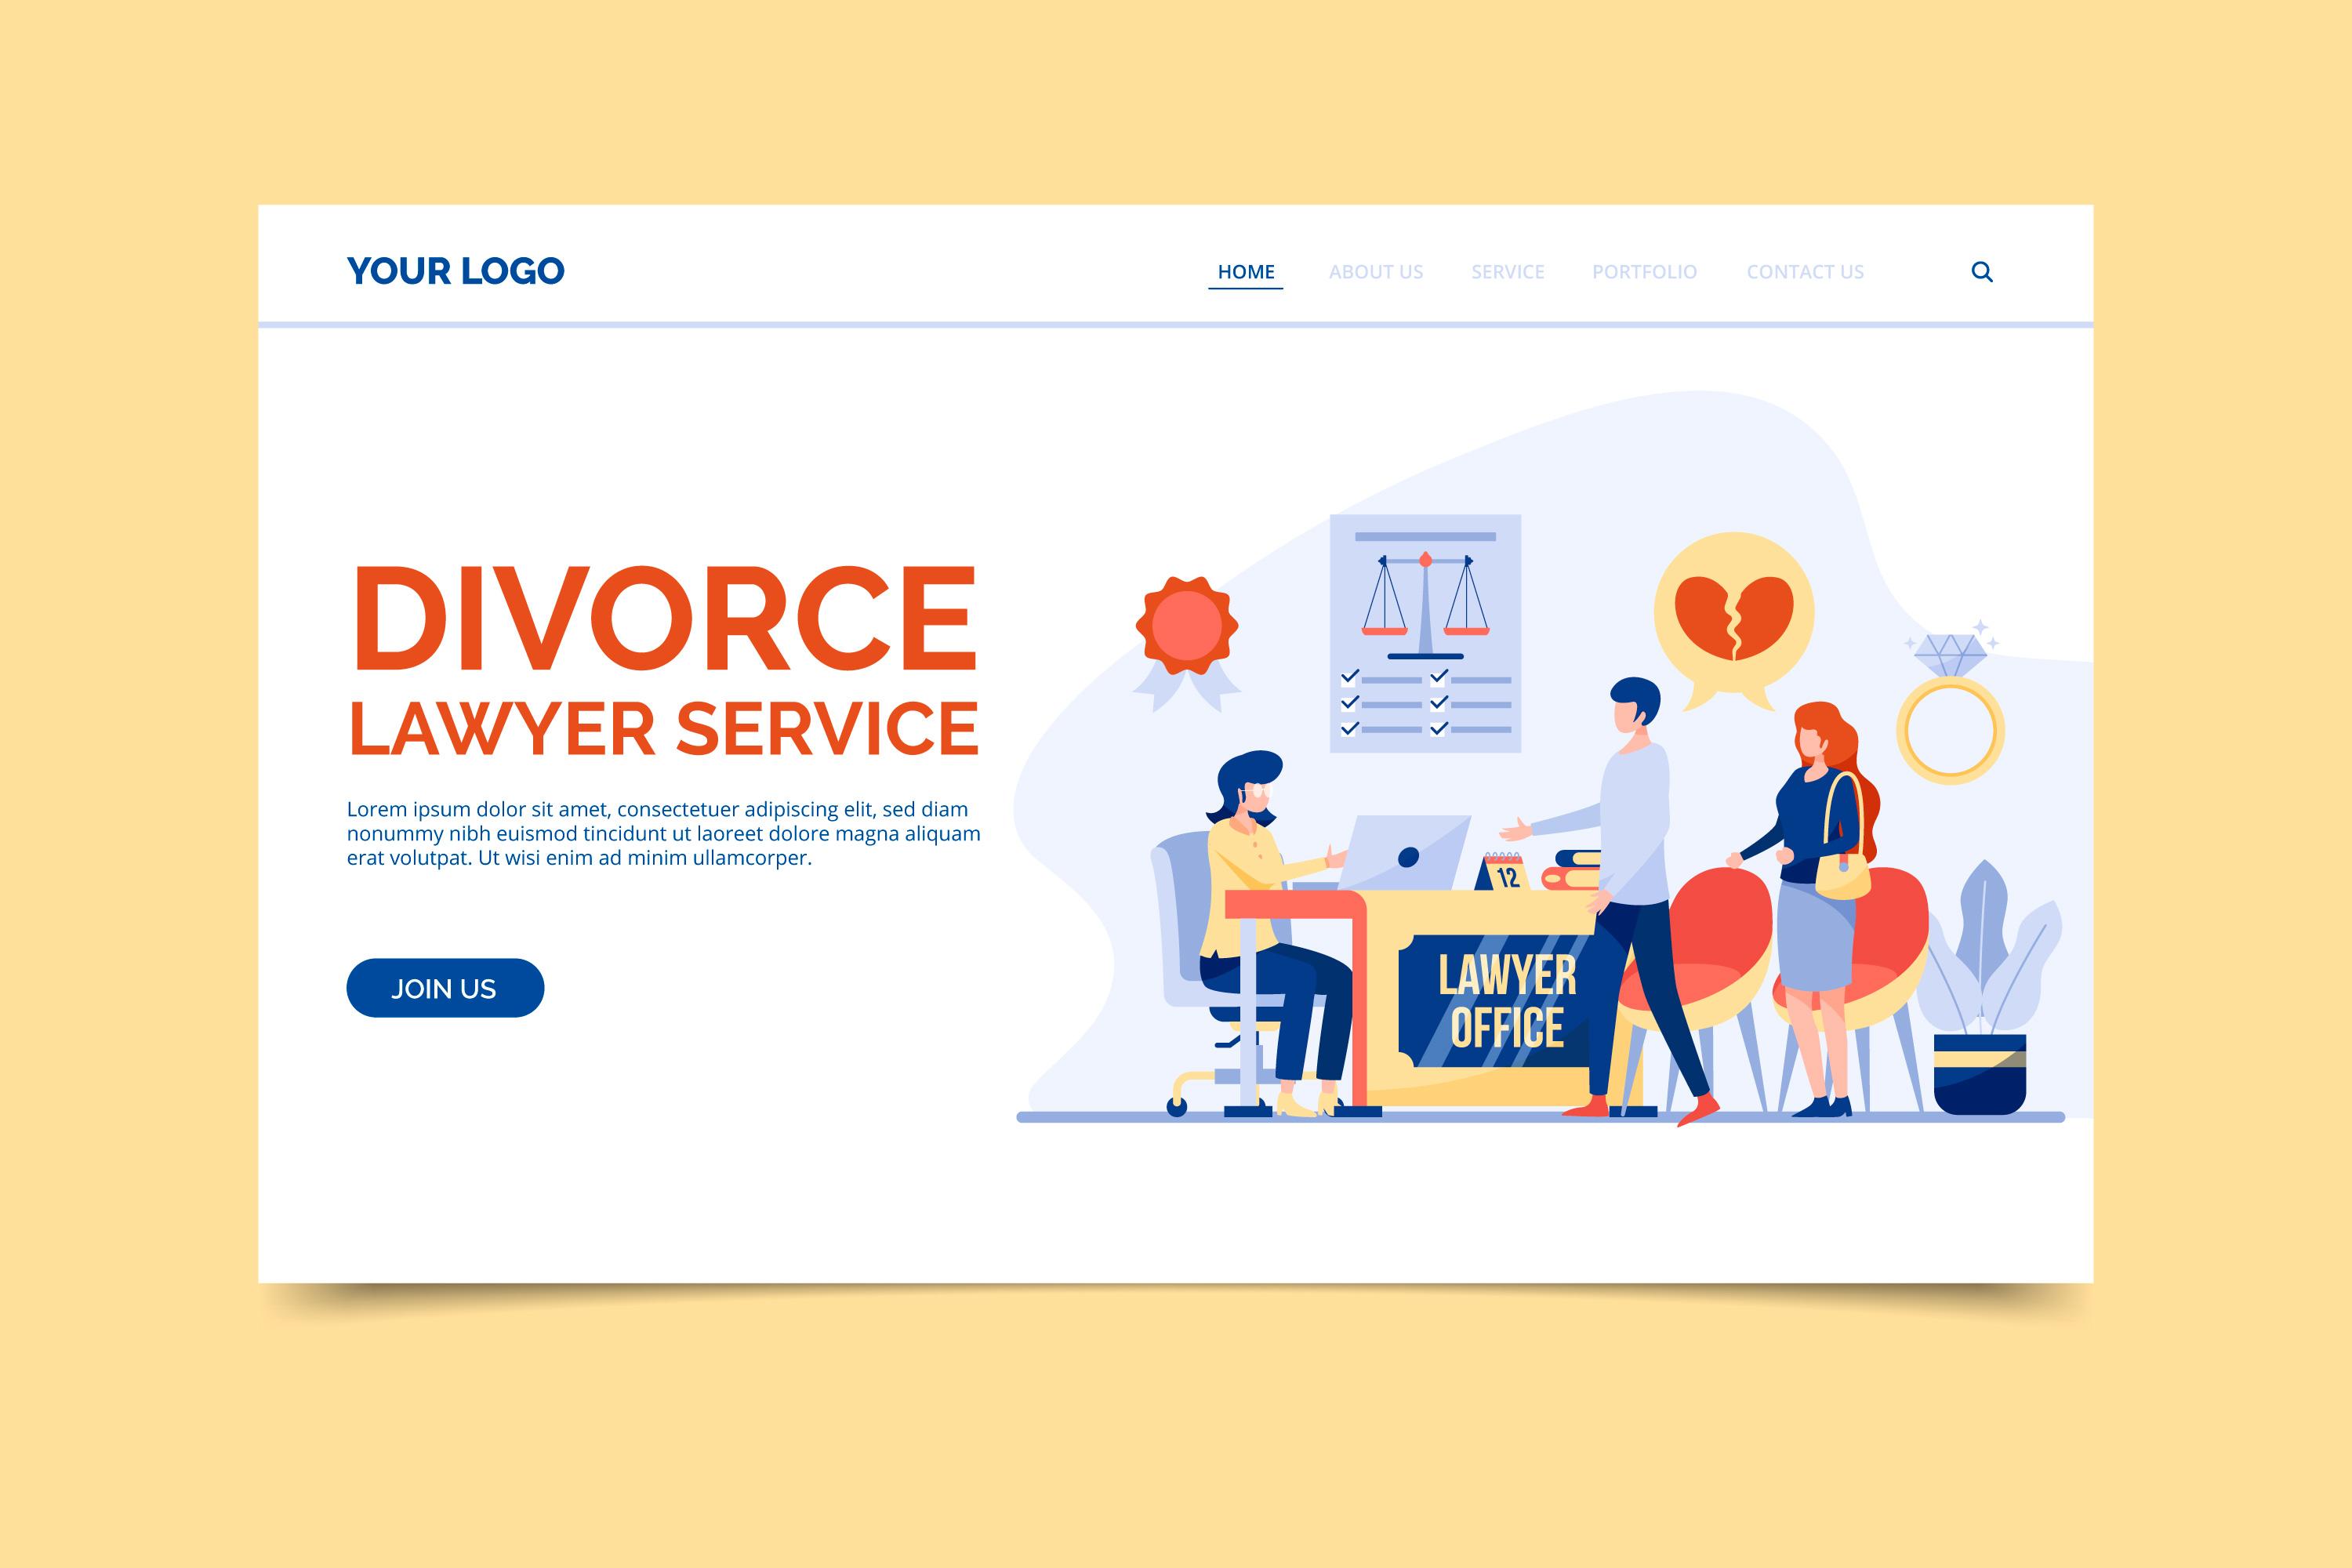 YOUR LOGO
HOME ABOUT US SERVICE PORTFOLIO CONTACT US
DIVORCE
LAWYER SERVICE
Lorem ipsum dolor sit amet, consectetuer adipiscing elit, sed diam
nonummy nibh euismod tincidunt ut laoreet dolore magna aliquam
erat volutpat. Ut wisi enim ad minim ullamcorper.
JOIN US
12
LAWYER
OFFICE